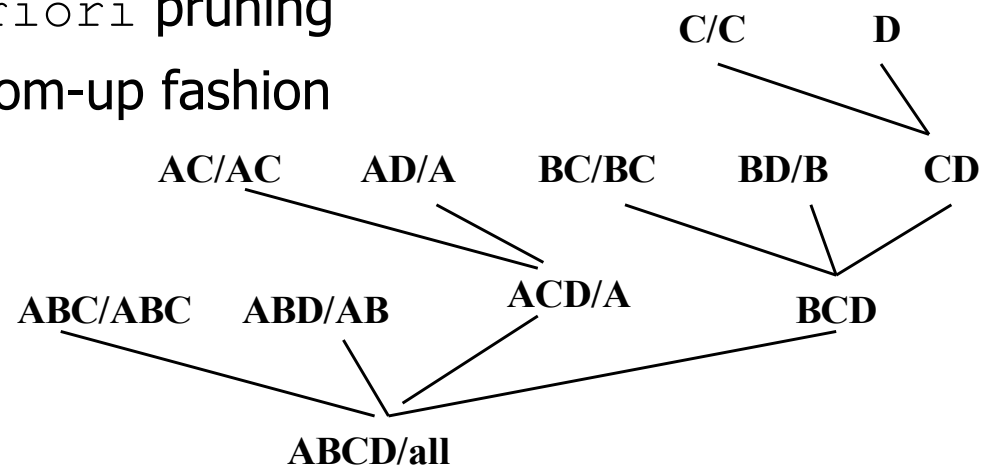 pruning
C/C D
om-up fashion
AC/AC AD/A BC/BC BD/B CD
ABC/ABC ABD/AB ACD/A BCD
ABCD/all